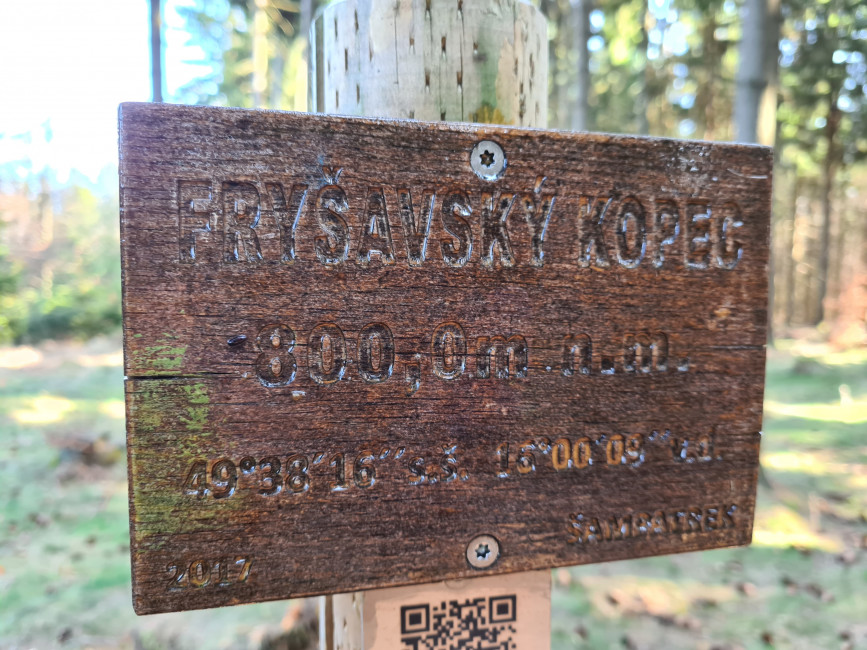 FRYŠAVSKÝ KOPEC
800,0m n.m.
49°38´16´´s.š. 16°00´09´´v.d.
2017